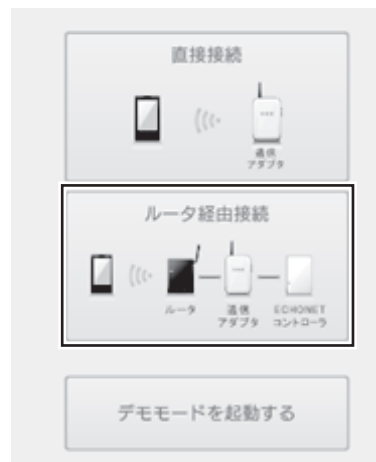 直接接続
通信
アダプタ
ルータ経由接続
ルータ
通信
アダプタ
ECHONET
コントローラ
デモモードを起動する